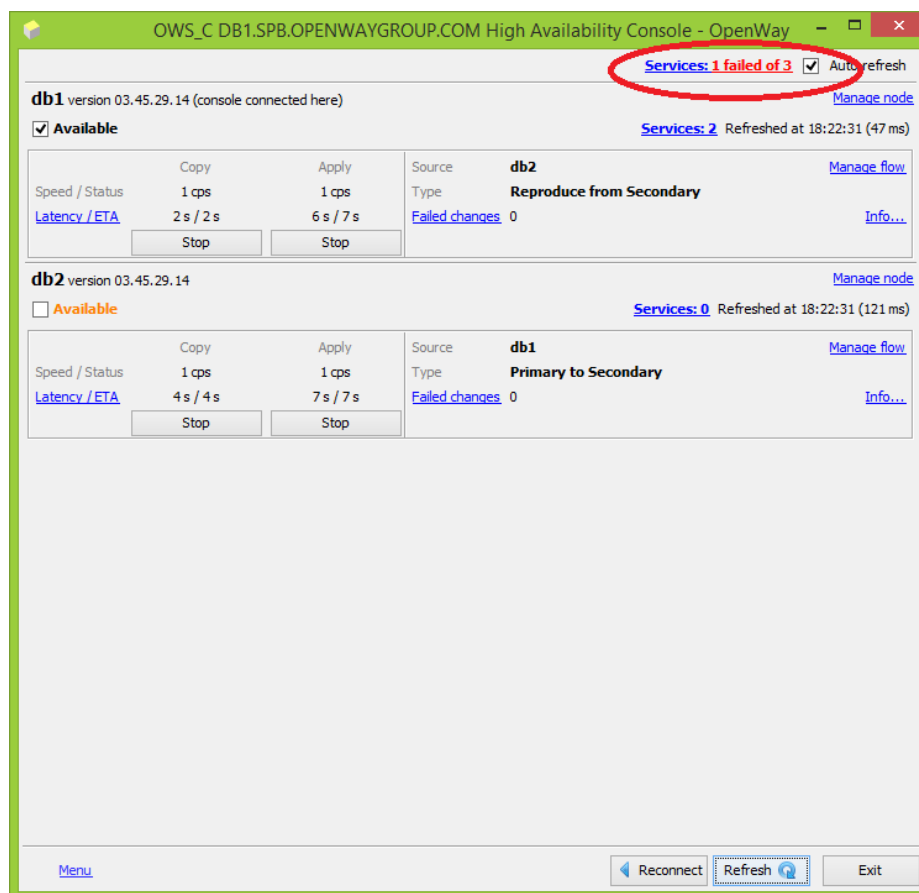 OWS_C DB1.SPB.OPENWAYGROUP.COM High Availability Console - OpenWay
Services: 1 failed of 3 Auto refresh
db1 version 03.45.29.14 (console connected here) Manage node
Available Services: 2 Refreshed at 18:22:31 (47 ms)
Copy Apply Source db2 Manage flow
Speed / Status 1 cps 1 cps Type Reproduce from Secondary
Latency / ETA 2 s / 2 s 6 s / 7 s Failed changes 0 Info...
Stop Stop
db2 version 03.45.29.14 Manage node
Available Services: 0 Refreshed at 18:22:31 (121 ms)
Copy Apply Source db1 Manage flow
Speed / Status 1 cps 1 cps Type Primary to Secondary
Latency / ETA 4 s / 4 s 7 s / 7 s Failed changes 0 Info...
Stop Stop
Menu Reconnect Refresh Exit